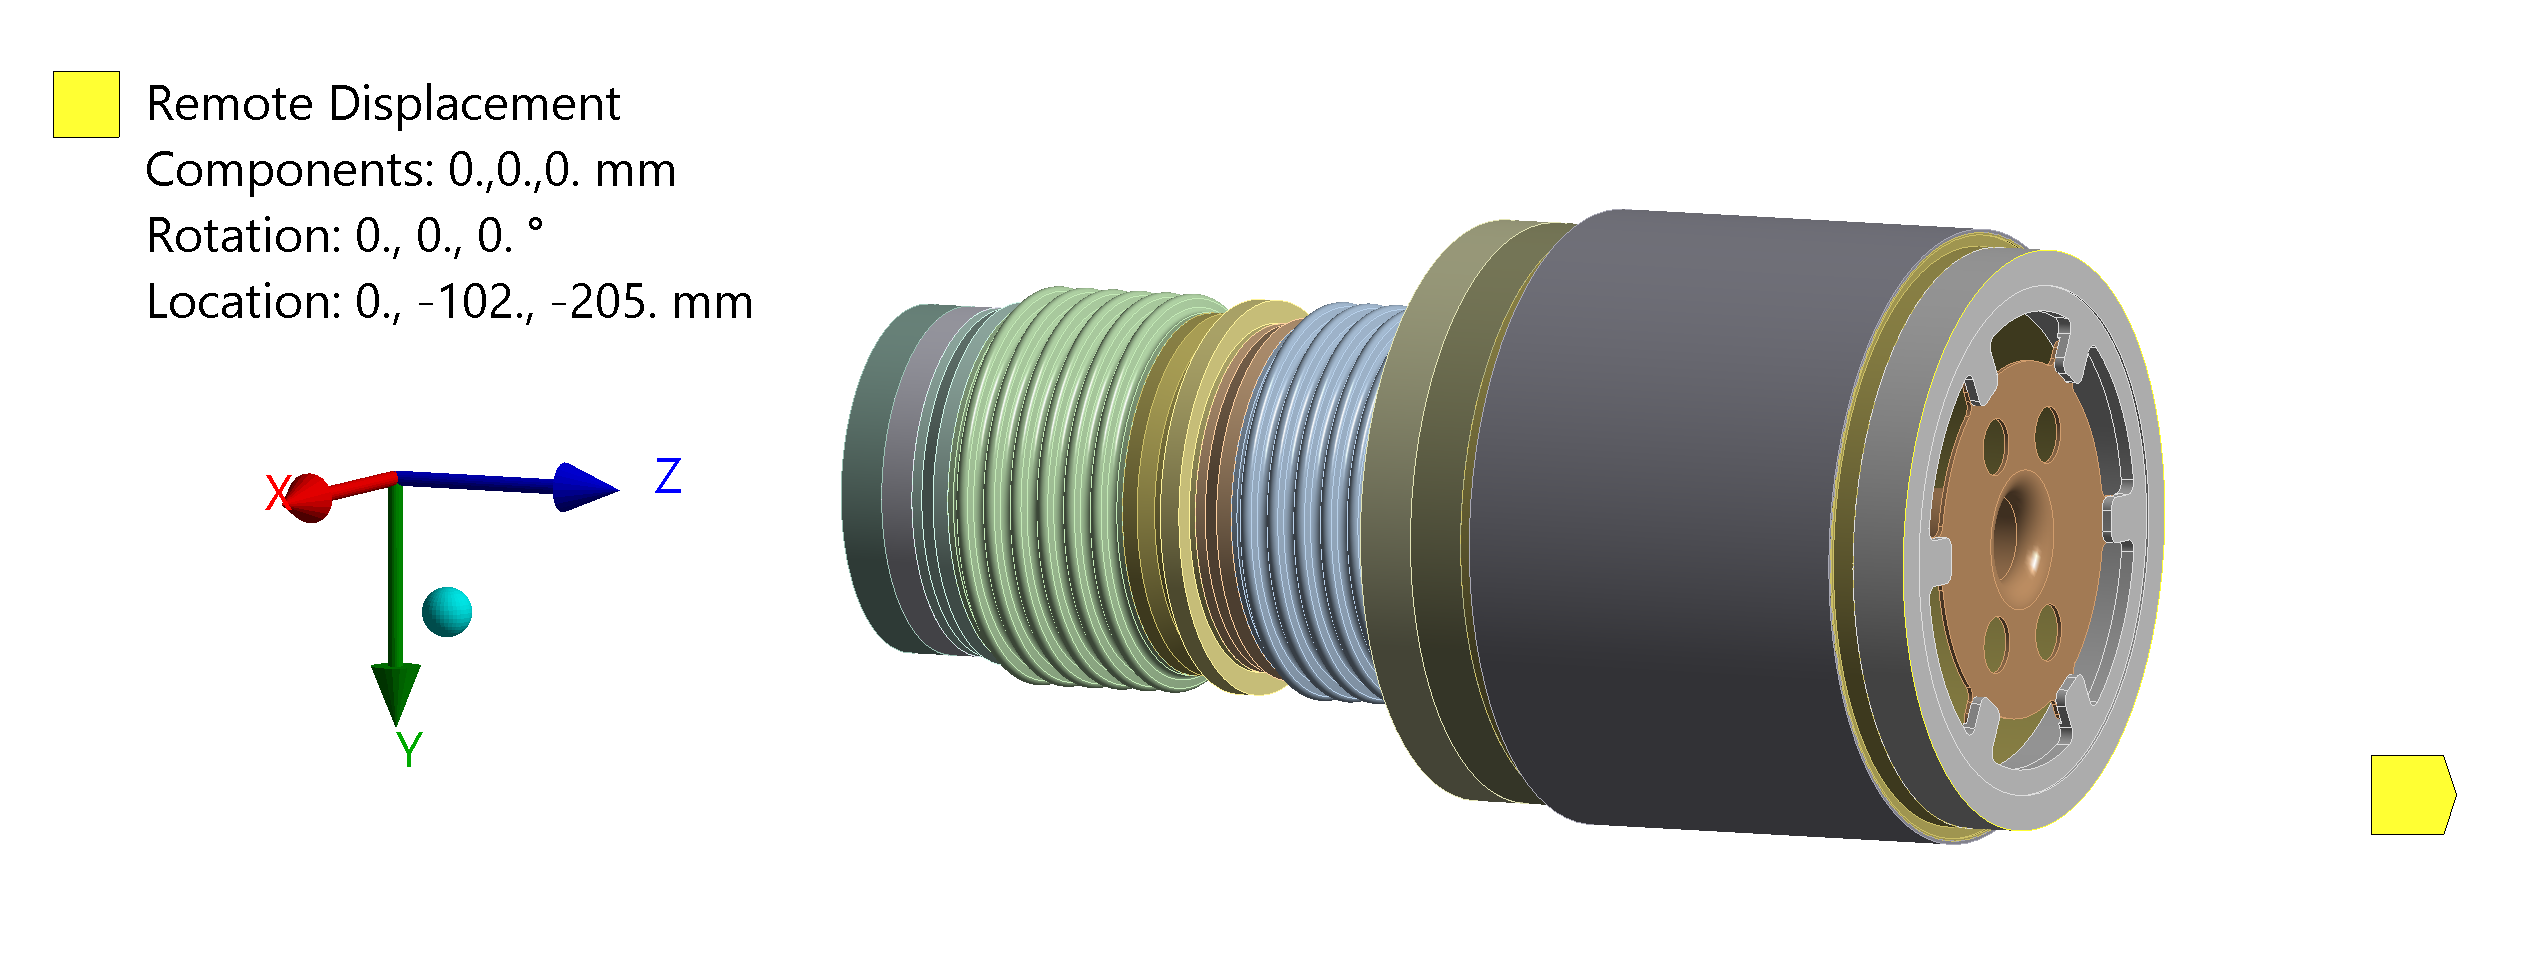 Remote Displacement
Components: 0.,0.,0. mm
Rotation: 0., 0., 0. °
Location: 0., -102., -205. mm
X
Z
Y